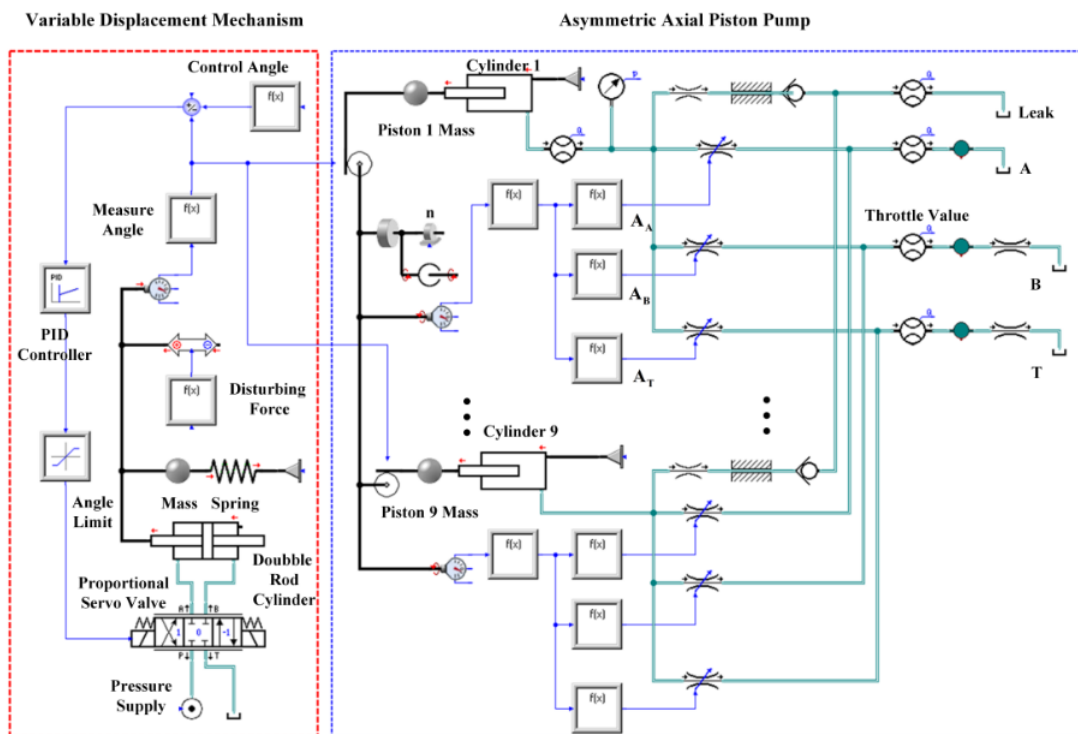 Variable Displacement Mechanism
Asymmetric Axial Piston Pump
Control Angle
f(x)
Measure
Angle
f(x)
PID
PID
Controller
f(x)
Disturbing
Force
Angle
Limit
Mass
Spring
Doubble
Rod
Cylinder
Proportional
Servo Valve
A B
1 0 -1
P T
Pressure
Supply
Cylinder 1
Piston 1 Mass
p
Q
Q
Leak
Q
A
n
f(x)
f(x)
A_A
Throttle Value
Q
B
f(x)
A_B
Q
T
f(x)
A_T
Cylinder 9
Piston 9 Mass
f(x)
f(x)
f(x)
f(x)